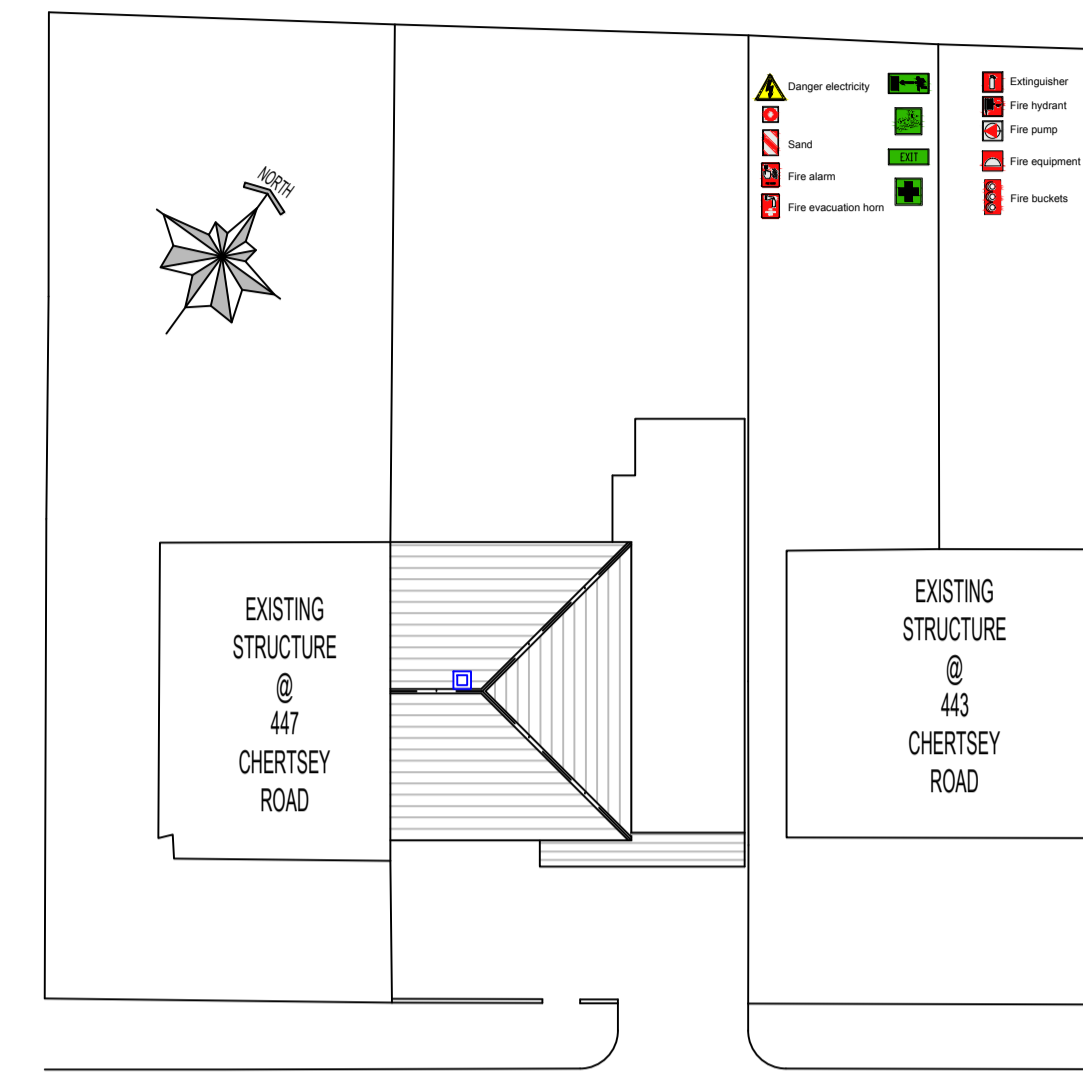 Danger electricity
Sand
Fire alarm
Fire evacuation horn
EXIT
Extinguisher
Fire hydrant
Fire pump
Fire equipment
Fire buckets
NORTH
EXISTING
STRUCTURE
@
447
CHERTSEY
ROAD
EXISTING
STRUCTURE
@
443
CHERTSEY
ROAD